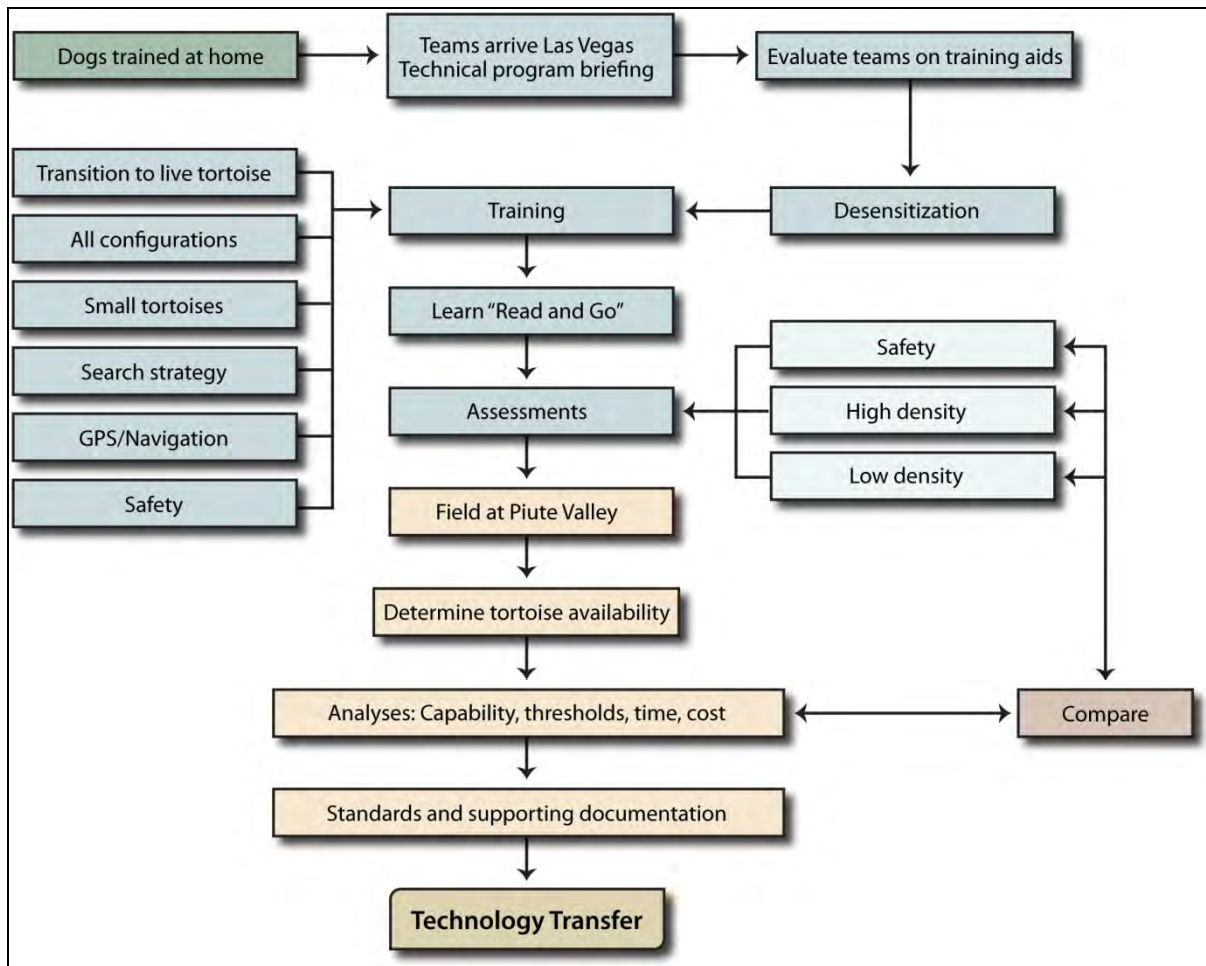 Dogs trained at home
Teams arrive Las Vegas
Technical program briefing
Evaluate teams on training aids
Transition to live tortoise
All configurations
Small tortoises
Search strategy
GPS/Navigation
Safety
Training
Desensitization
Learn “Read and Go”
Assessments
Safety
High density
Low density
Field at Piute Valley
Determine tortoise availability
Analyses: Capability, thresholds, time, cost
Compare
Standards and supporting documentation
Technology Transfer